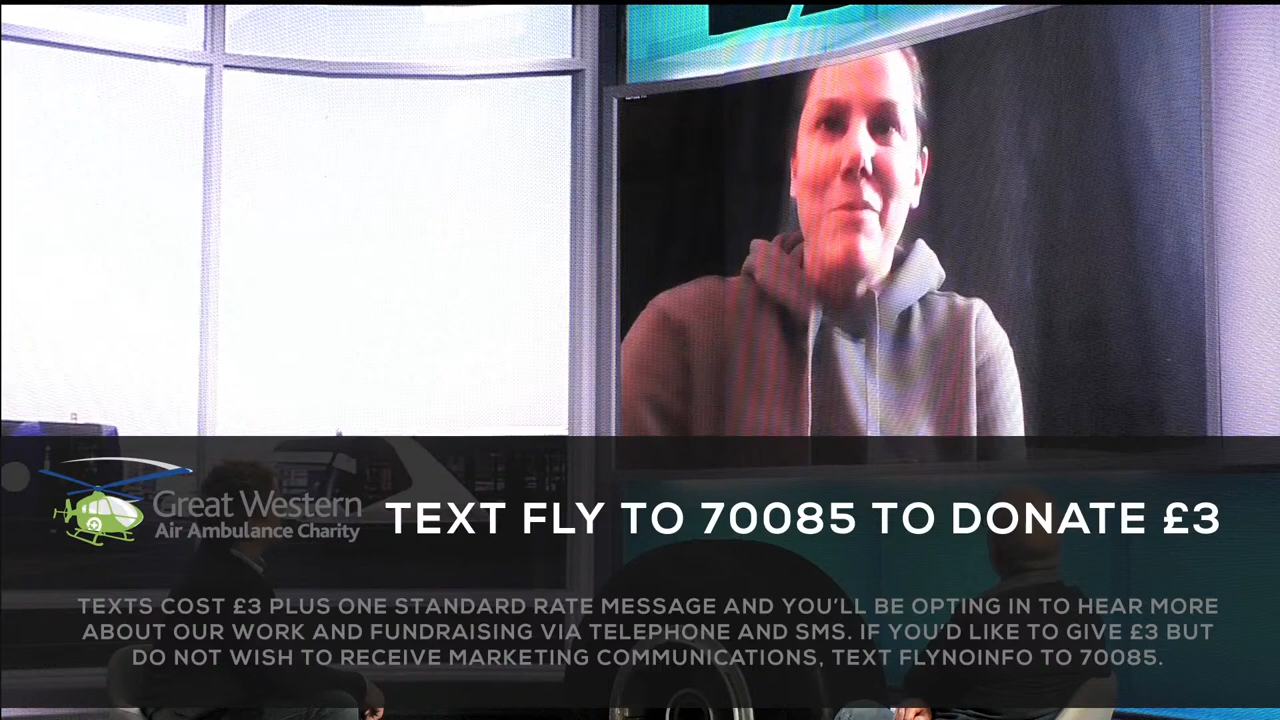 Great Western
Air Ambulance Charity
TEXT FLY TO 70085 TO DONATE £3
TEXTS COST £3 PLUS ONE STANDARD RATE MESSAGE AND YOU'LL BE OPTING IN TO HEAR MORE
ABOUT OUR WORK AND FUNDRAISING VIA TELEPHONE AND SMS. IF YOU'D LIKE TO GIVE £3 BUT
DO NOT WISH TO RECEIVE MARKETING COMMUNICATIONS, TEXT FLYNOINFO TO 70085.